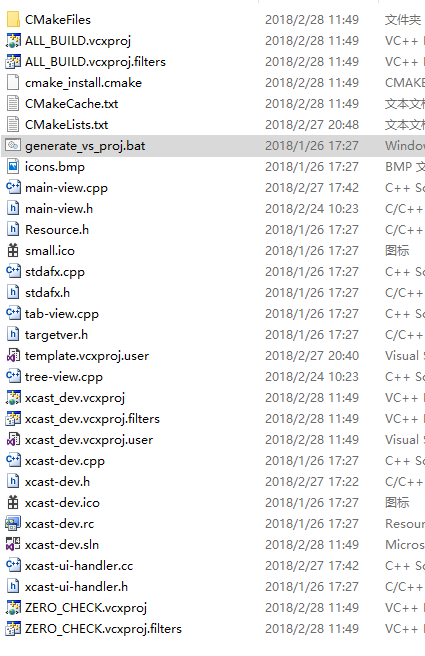 CMakeFiles 2018/2/28 11:49 文件夹
ALL_BUILD.vcxproj 2018/2/28 11:49 VC++
ALL_BUILD.vcxproj.filters 2018/2/28 11:49 VC++
cmake_install.cmake 2018/2/28 11:49 CMAK
CMakeCache.txt 2018/2/28 11:49 文本文
CMakeLists.txt 2018/2/27 20:48 文本文
generate_vs_proj.bat 2018/1/26 17:27 Window
icons.bmp 2018/1/26 17:27 BMP 文
main-view.cpp 2018/2/27 17:42 C++ So
main-view.h 2018/2/24 10:23 C/C++
Resource.h 2018/1/26 17:27 C/C++
small.ico 2018/1/26 17:27 图标
stdafx.cpp 2018/1/26 17:27 C++ So
stdafx.h 2018/1/26 17:27 C/C++
tab-view.cpp 2018/1/26 17:27 C++ So
targetver.h 2018/1/26 17:27 C/C++
template.vcxproj.user 2018/2/27 20:40 Visual S
tree-view.cpp 2018/2/24 10:23 C++ So
xcast_dev.vcxproj 2018/2/28 11:49 VC++
xcast_dev.vcxproj.filters 2018/2/28 11:49 VC++
xcast_dev.vcxproj.user 2018/2/28 11:49 Visual S
xcast-dev.cpp 2018/1/26 17:27 C++ So
xcast-dev.h 2018/2/27 17:22 C/C++
xcast-dev.ico 2018/1/26 17:27 图标
xcast-dev.rc 2018/1/26 17:27 Resour
xcast-dev.sln 2018/2/28 11:49 Micros
xcast-ui-handler.cc 2018/2/27 17:42 C++ So
xcast-ui-handler.h 2018/1/26 17:27 C/C++
ZERO_CHECK.vcxproj 2018/2/28 11:49 VC++
ZERO_CHECK.vcxproj.filters 2018/2/28 11:49 VC++